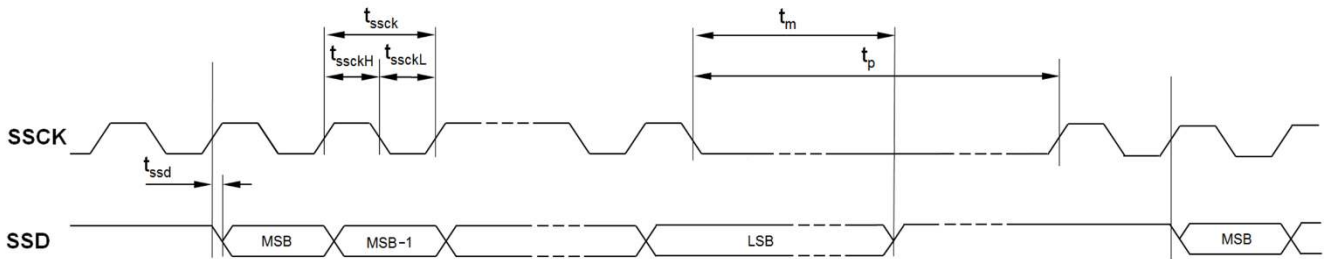 tssck
tm
tssckH
tssckL
tp
SSCK
tssd
SSD
MSB
MSB-1
LSB
MSB